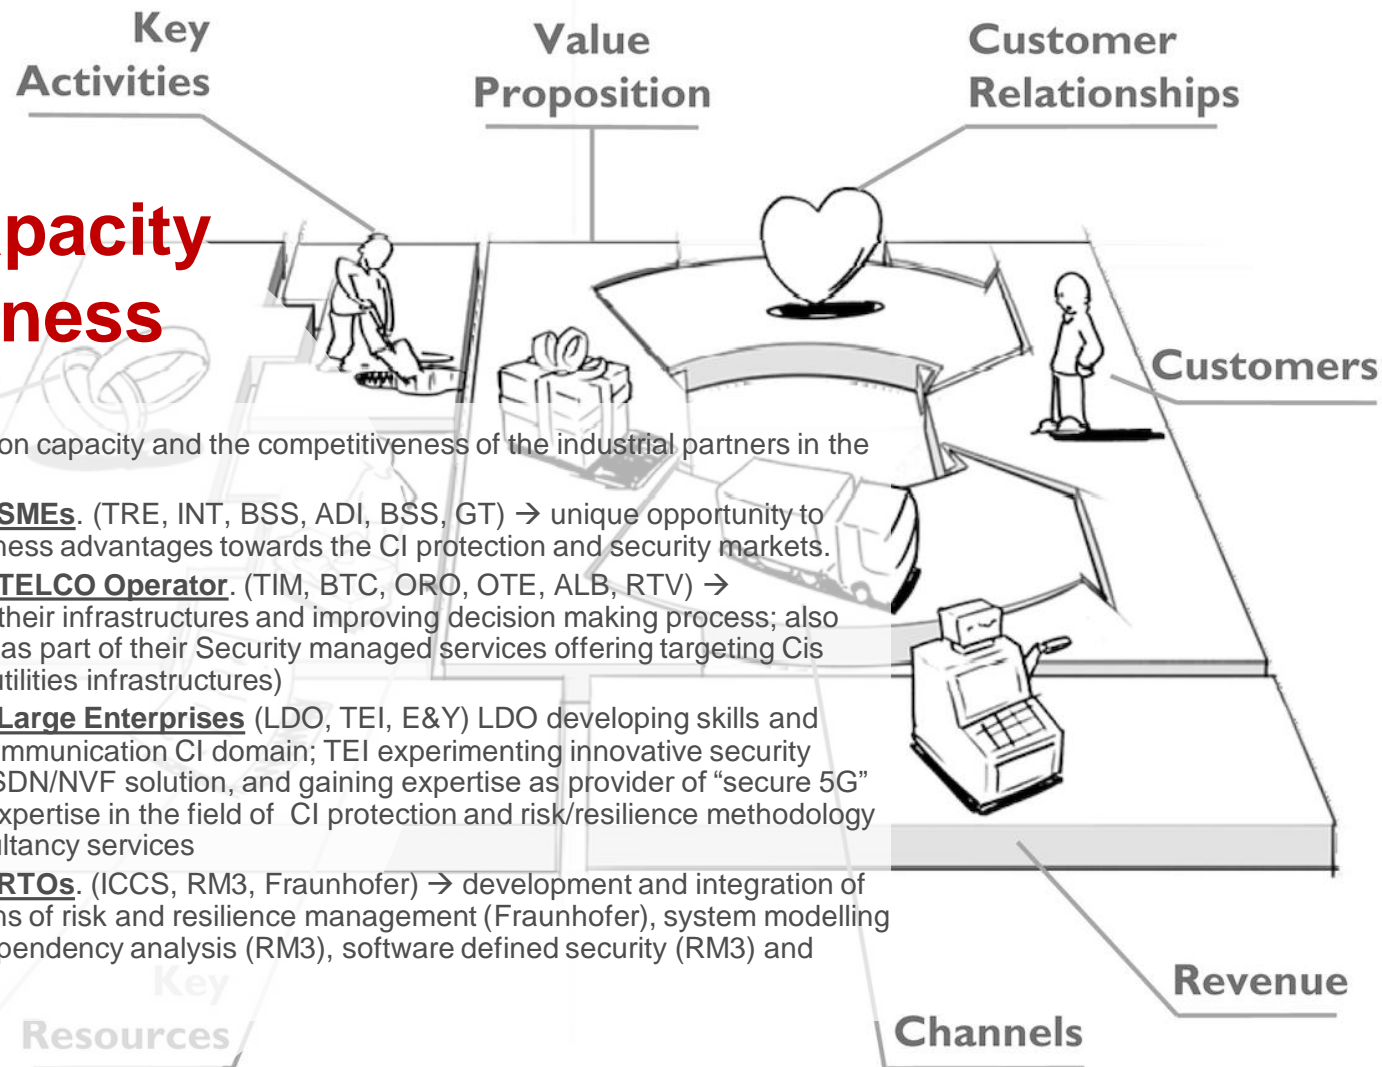 Key
Activities
Value
Proposition
Customer
Relationships
pacity
ness
Customers
on capacity and the competitiveness of the industrial partners in the
SMEs. (TRE, INT, BSS, ADI, BSS, GT) → unique opportunity to
ness advantages towards the CI protection and security markets.
TELCO Operator. (TIM, BTC, ORO, OTE, ALB, RTV) →
their infrastructures and improving decision making process; also
as part of their Security managed services offering targeting Cis
utilities infrastructures)
Large Enterprises (LDO, TEI, E&Y) LDO developing skills and
mmunication CI domain; TEI experimenting innovative security
SDN/NVF solution, and gaining expertise as provider of “secure 5G”
xpertise in the field of CI protection and risk/resilience methodology
ultancy services
RTOs. (ICCS, RM3, Fraunhofer) → development and integration of
ns of risk and resilience management (Fraunhofer), system modelling
pendency analysis (RM3), software defined security (RM3) and
Key
Resources
Channels
Revenue